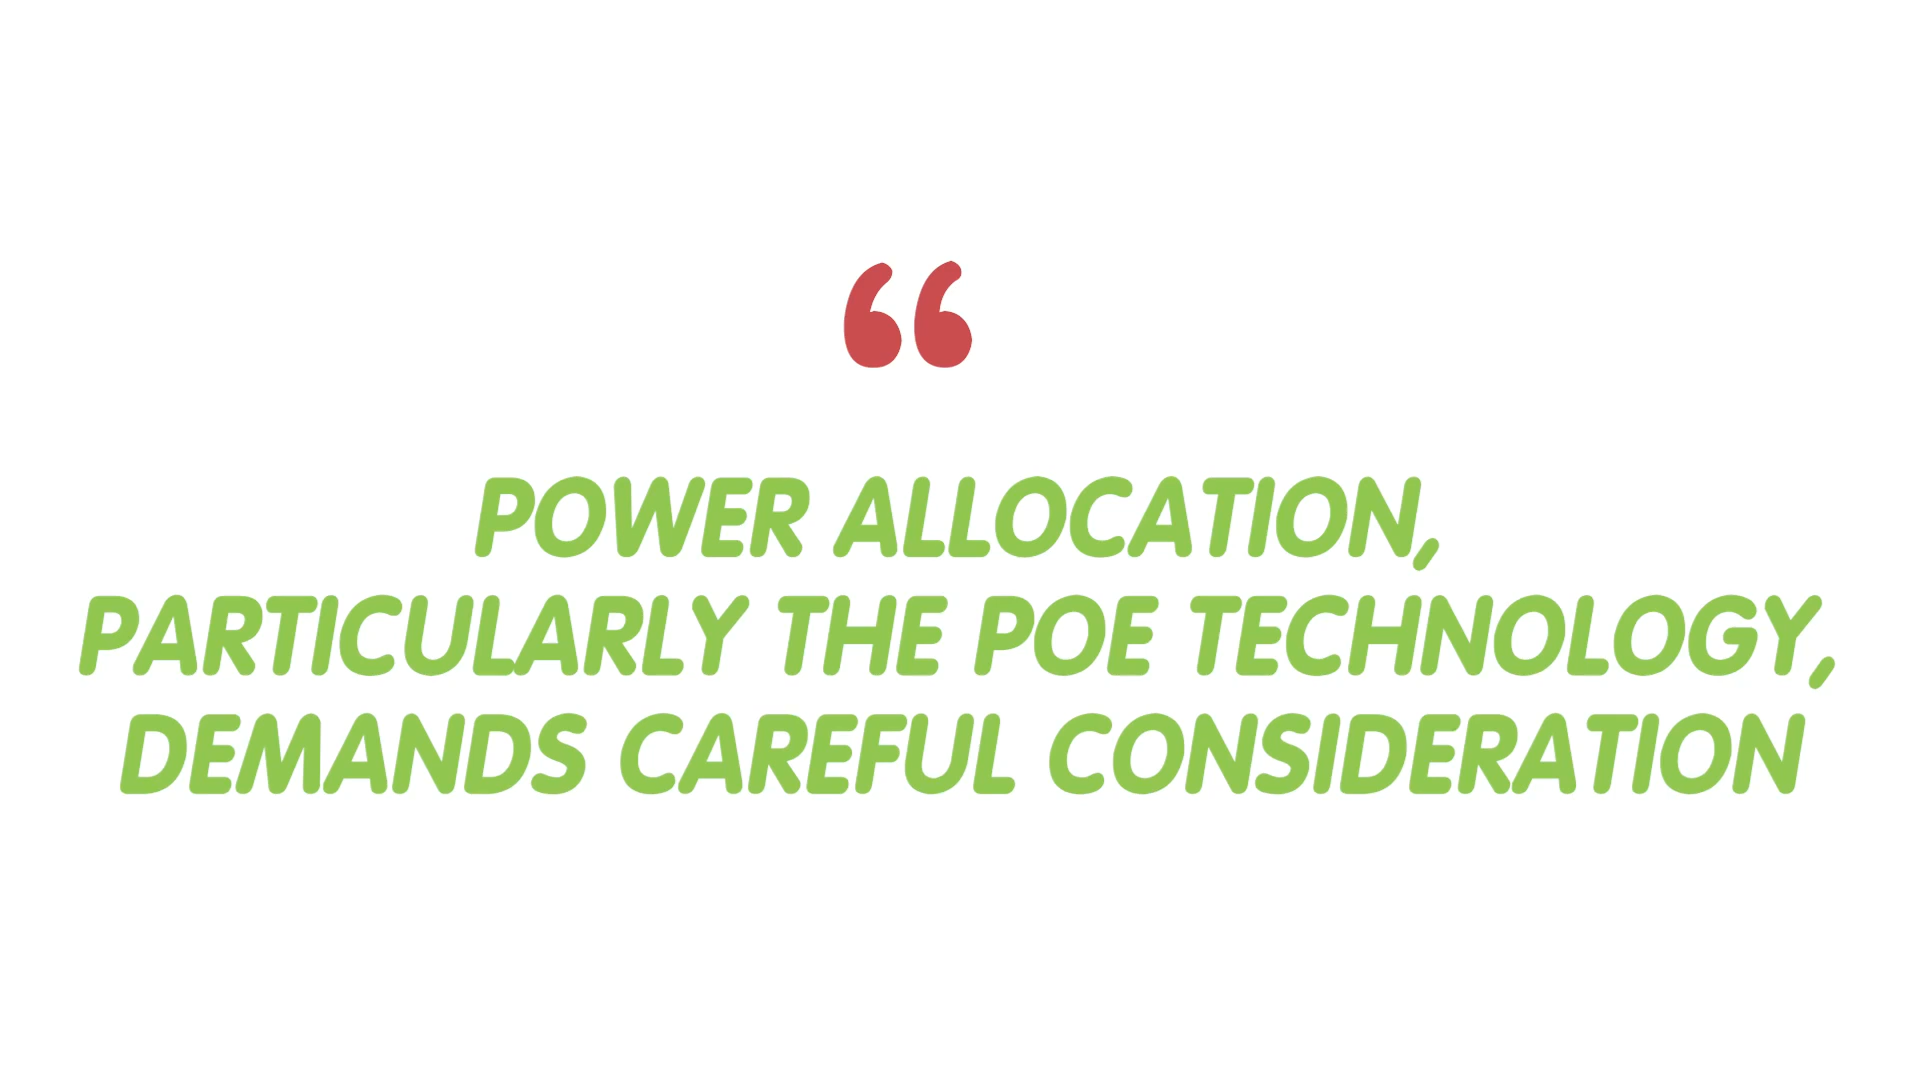 “
POWER ALLOCATION,
PARTICULARLY THE POE TECHNOLOGY,
DEMANDS CAREFUL CONSIDERATION